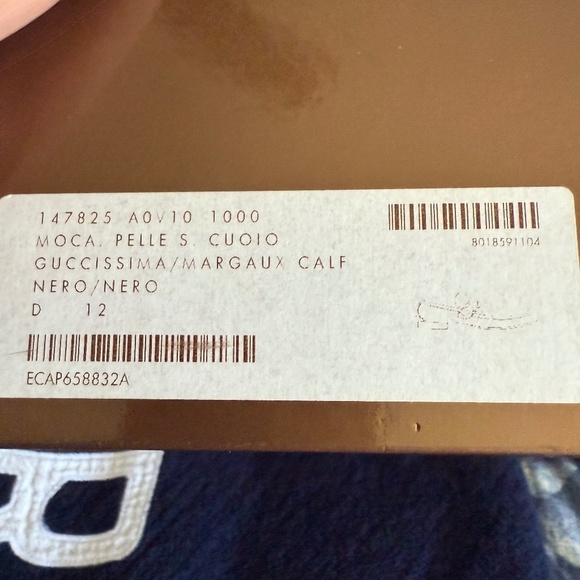 147825 A0V10 1000
8018591104
MOCA. PELLE S. CUOIO
GUCCISSIMA/MARGAUX CALF
NERO/NERO
D 12
ECAP658832A